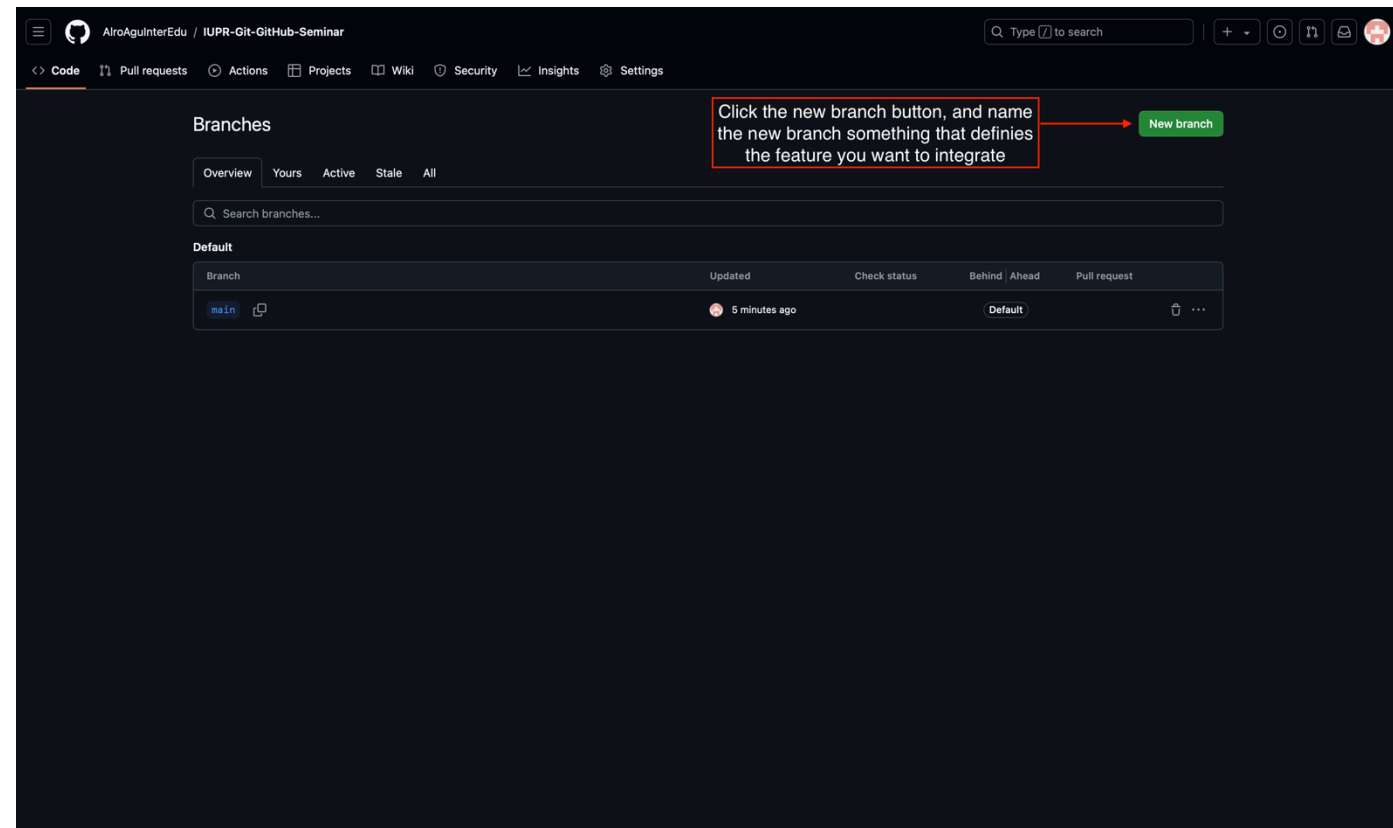 AlroAguInterEdu / IUPR-Git-GitHub-Seminar
Type / to search
Code Pull requests Actions Projects Wiki Security Insights Settings
Branches
Click the new branch button, and name
the new branch something that definies
the feature you want to integrate
New branch
Overview Yours Active Stale All
Search branches...
Default
Branch Updated Check status Behind Ahead Pull request
main 5 minutes ago Default